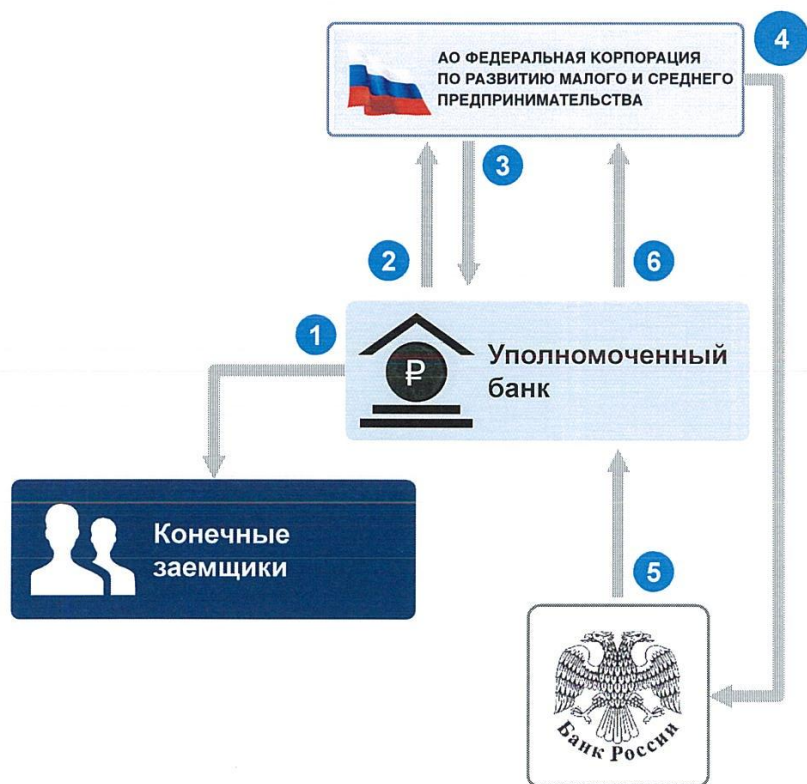 4
АО ФЕДЕРАЛЬНАЯ КОРПОРАЦИЯ
ПО РАЗВИТИЮ МАЛОГО И СРЕДНЕГО
ПРЕДПРИНИМАТЕЛЬСТВА
3
2
6
1
₽
Уполномоченный
банк
Конечные
заемщики
5
Банк России